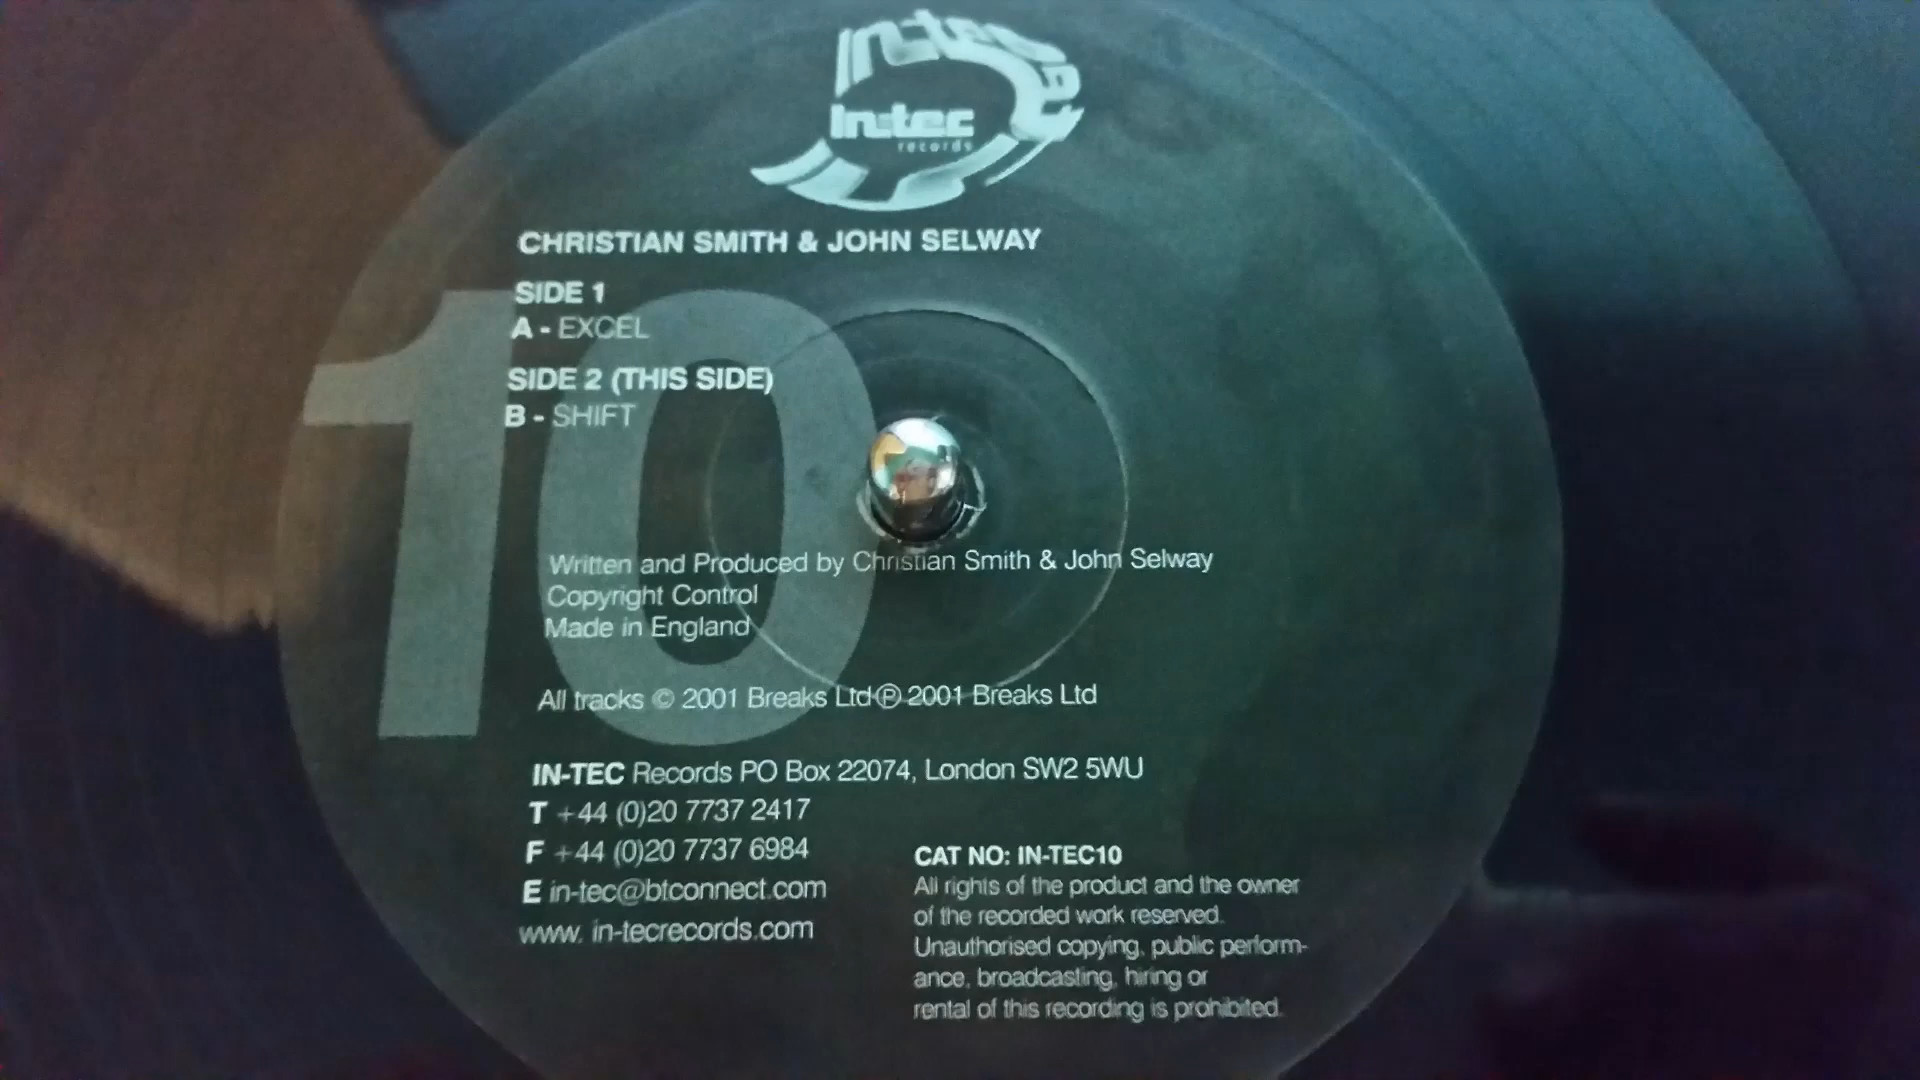 in-tec
records
CHRISTIAN SMITH & JOHN SELWAY
SIDE 1
A - EXCEL
SIDE 2 (THIS SIDE)
B - SHIFT
10
Written and Produced by Christian Smith & John Selway
Copyright Control
Made in England
All tracks © 2001 Breaks Ltd ℗ 2001 Breaks Ltd
IN-TEC Records PO Box 22074, London SW2 5WU
T +44 (0)20 7737 2417
F +44 (0)20 7737 6984
E in-tec@btconnect.com
www. in-tecrecords.com
CAT NO: IN-TEC10
All rights of the product and the owner
of the recorded work reserved.
Unauthorised copying, public perform-
ance, broadcasting, hiring or
rental of this recording is prohibited.